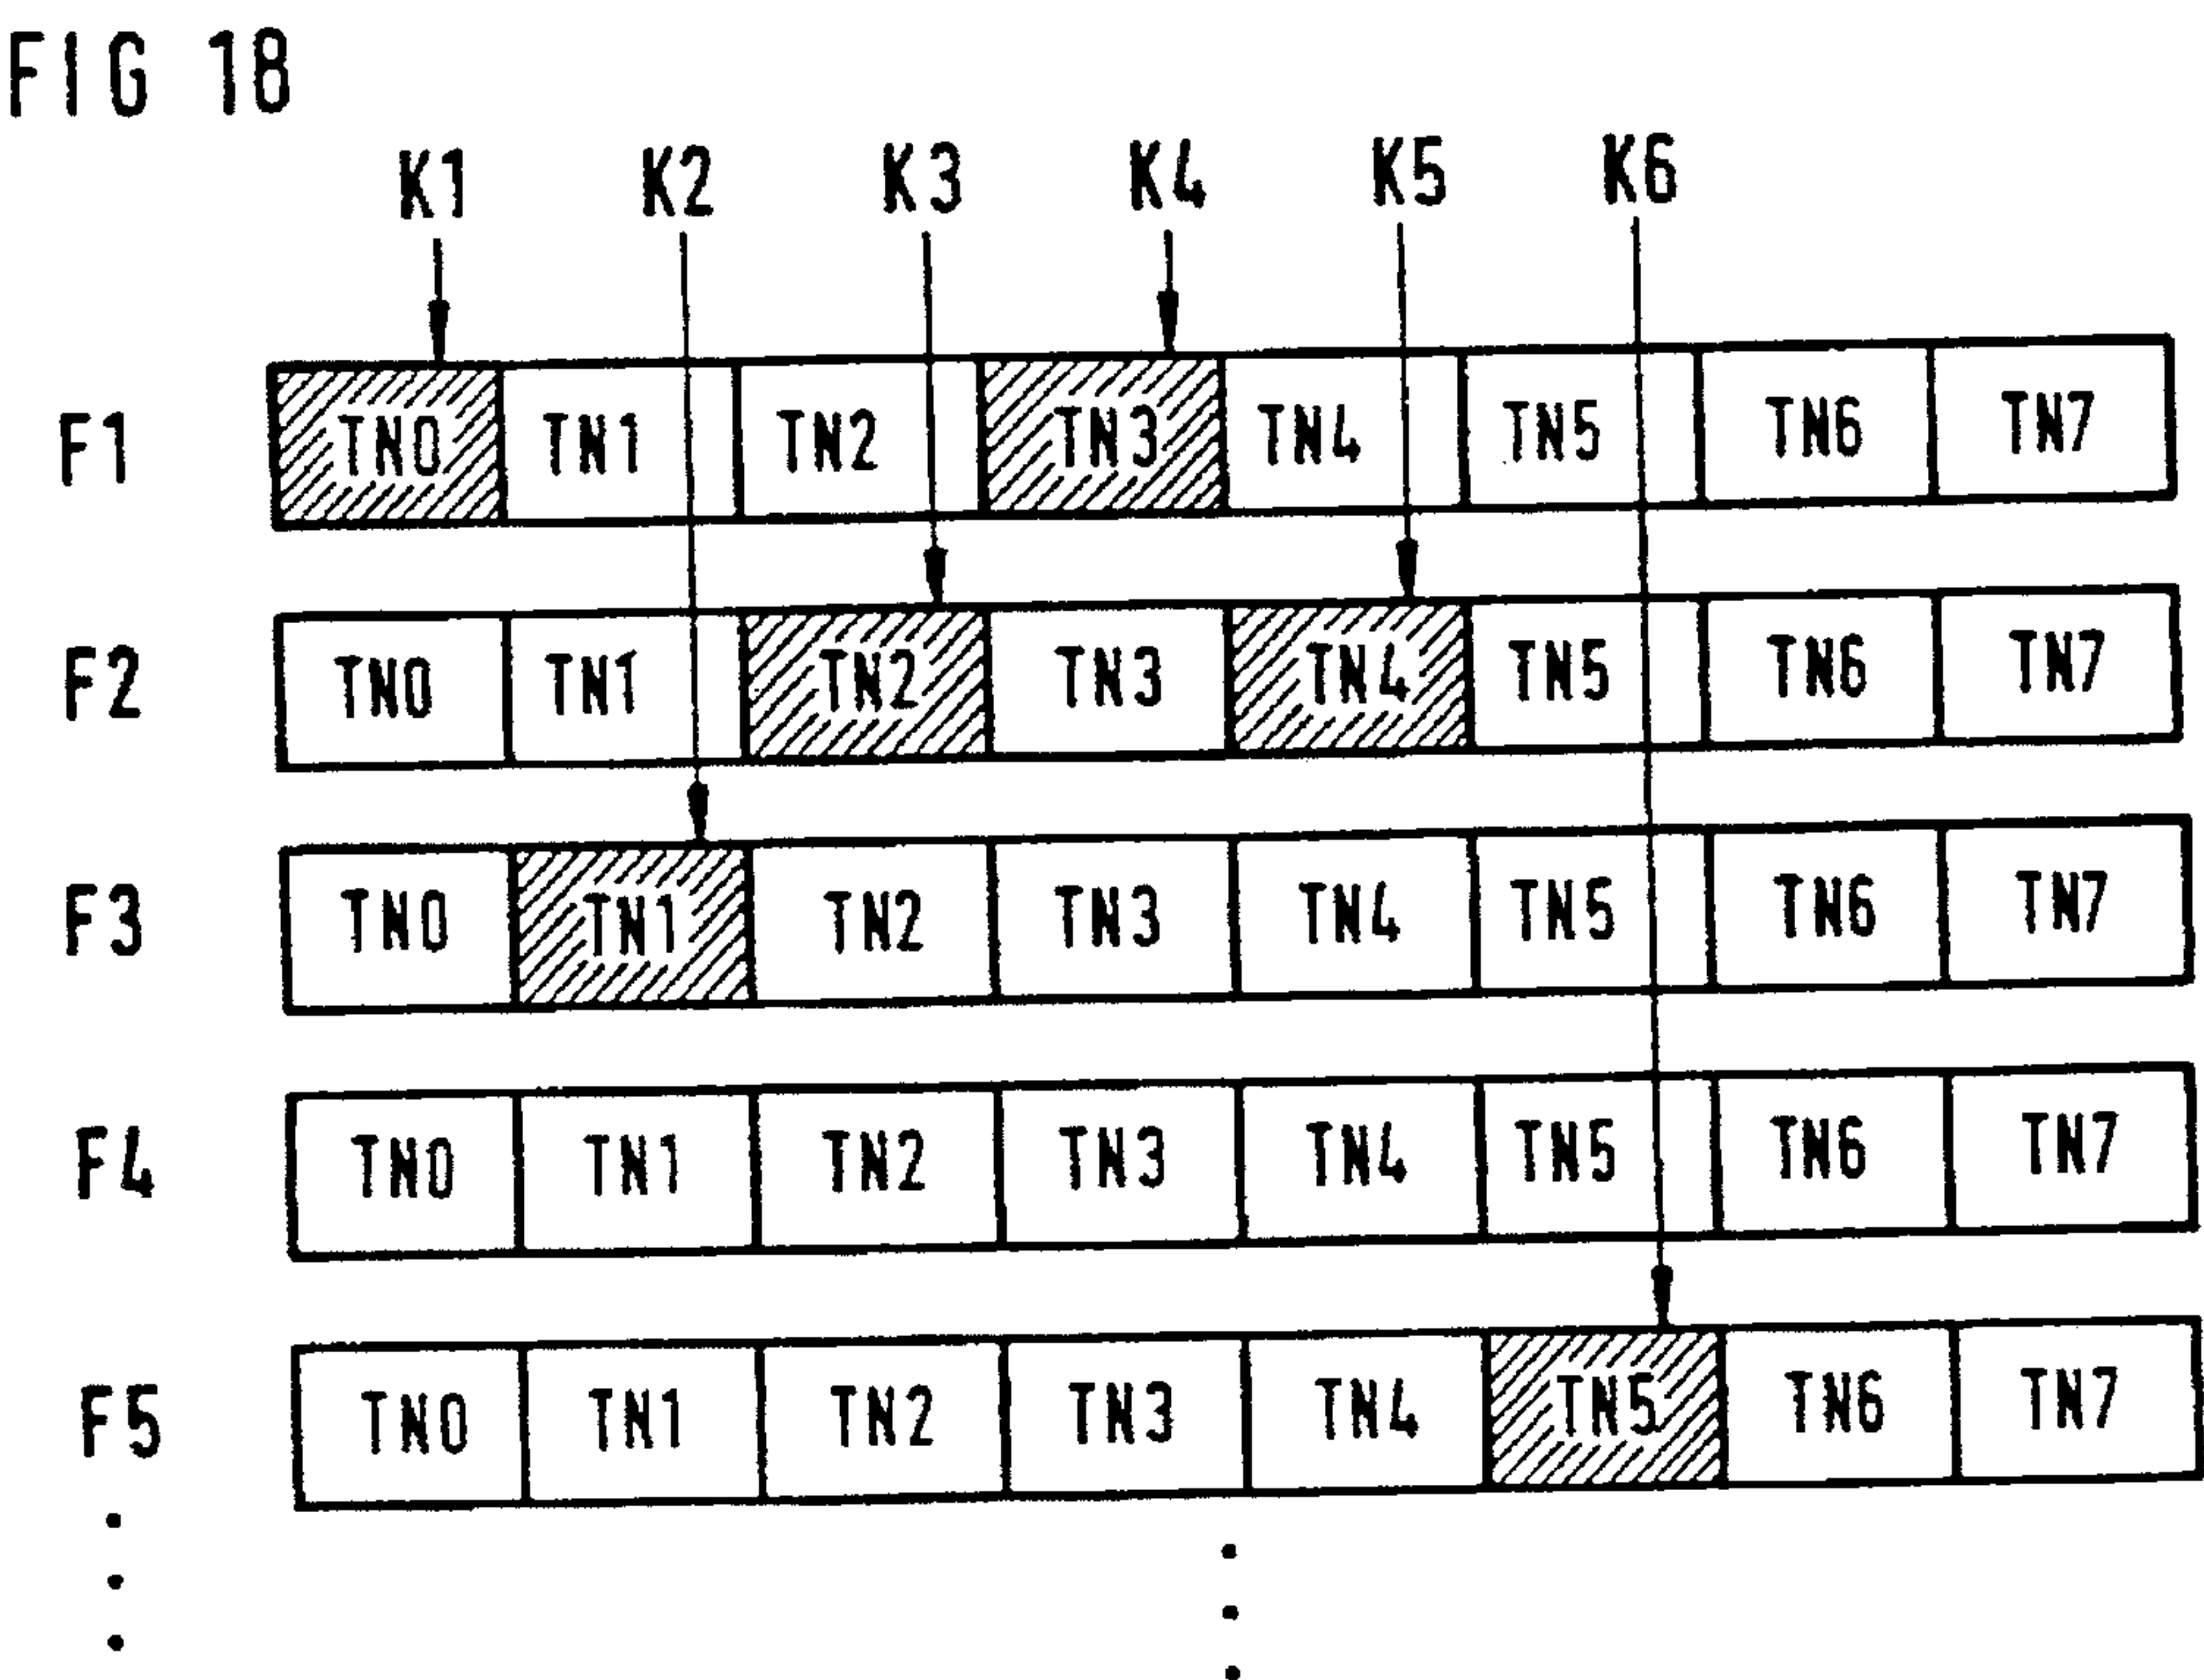 FIG 18
K1 K2 K3 K4 K5 K6
F1 TN0 TN1 TN2 TN3 TN4 TN5 TN6 TN7
F2 TN0 TN1 TN2 TN3 TN4 TN5 TN6 TN7
F3 TN0 TN1 TN2 TN3 TN4 TN5 TN6 TN7
F4 TN0 TN1 TN2 TN3 TN4 TN5 TN6 TN7
F5 TN0 TN1 TN2 TN3 TN4 TN5 TN6 TN7